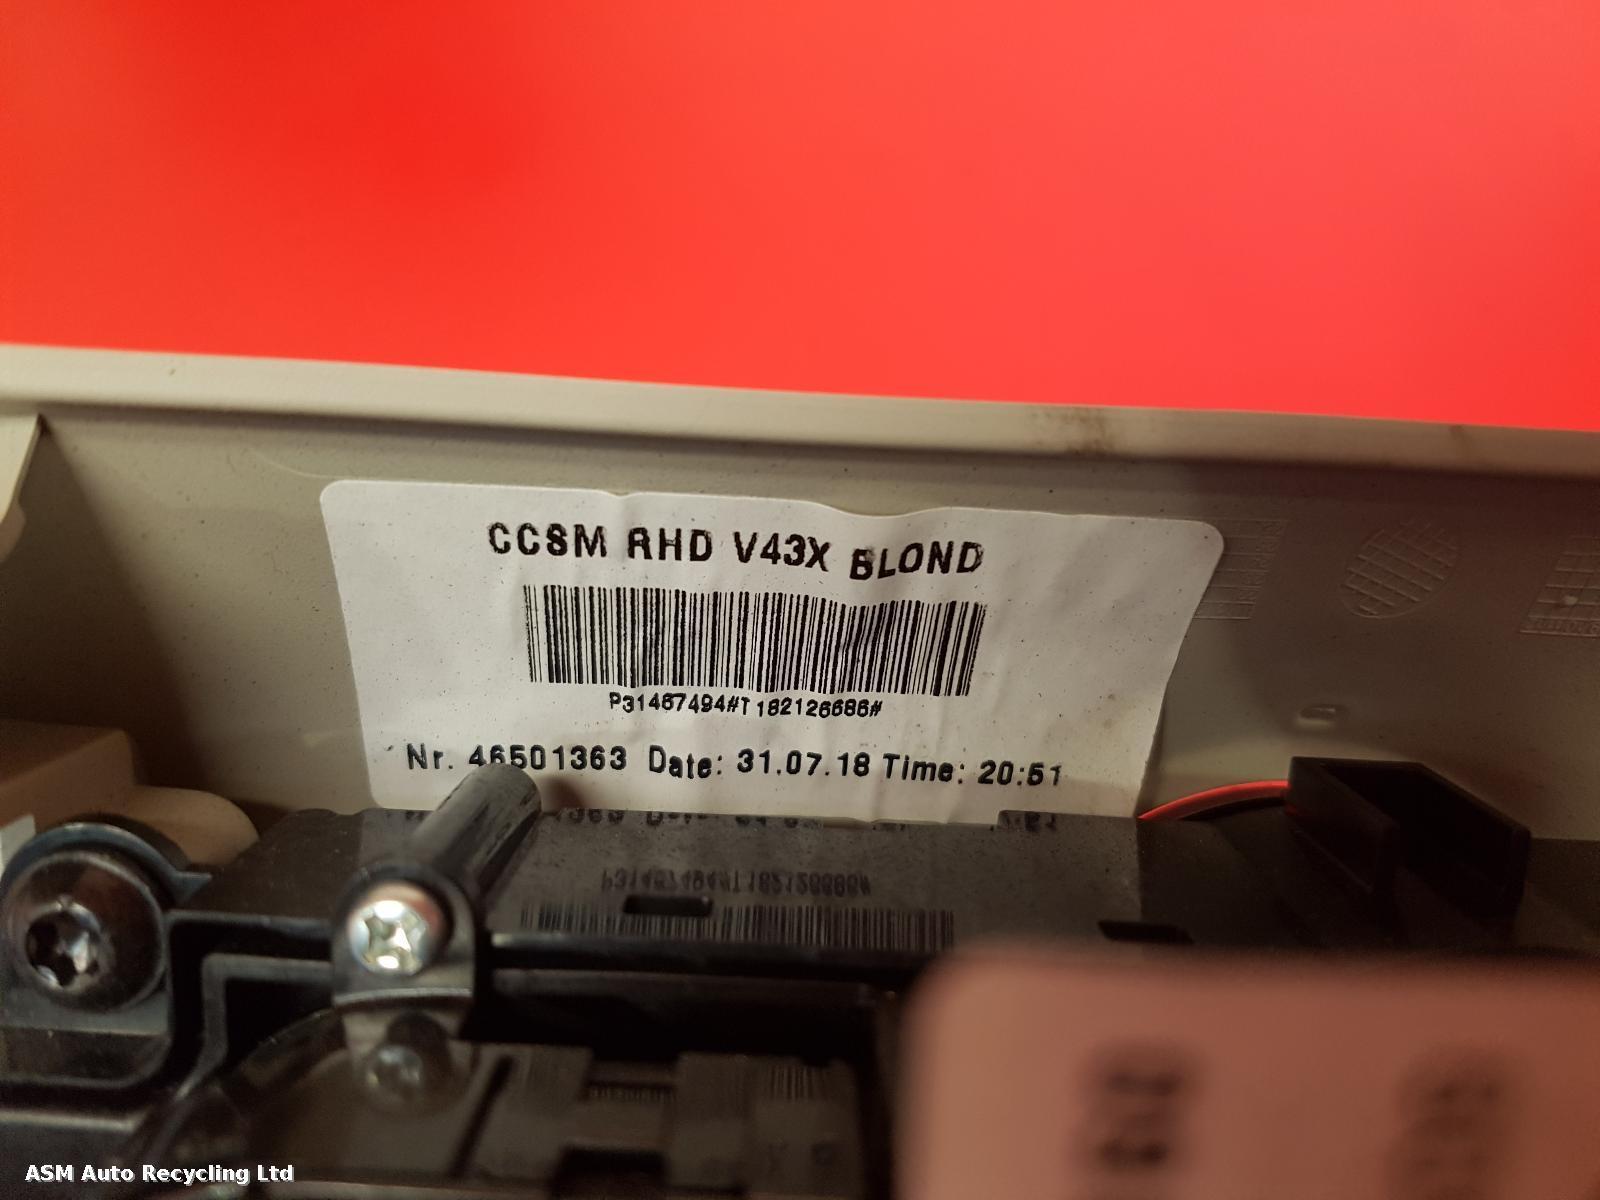 CCSM RHD V43X BLOND
P31467494#T182126686#
Nr. 46501363 Date: 31.07.18 Time: 20:51
ASM Auto Recycling Ltd